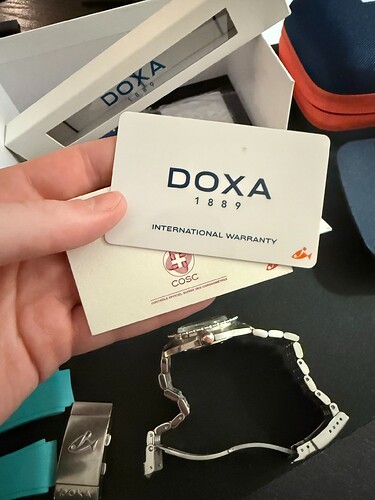 DOXA
1889
DOXA
1889
INTERNATIONAL WARRANTY
COSC
DOXA